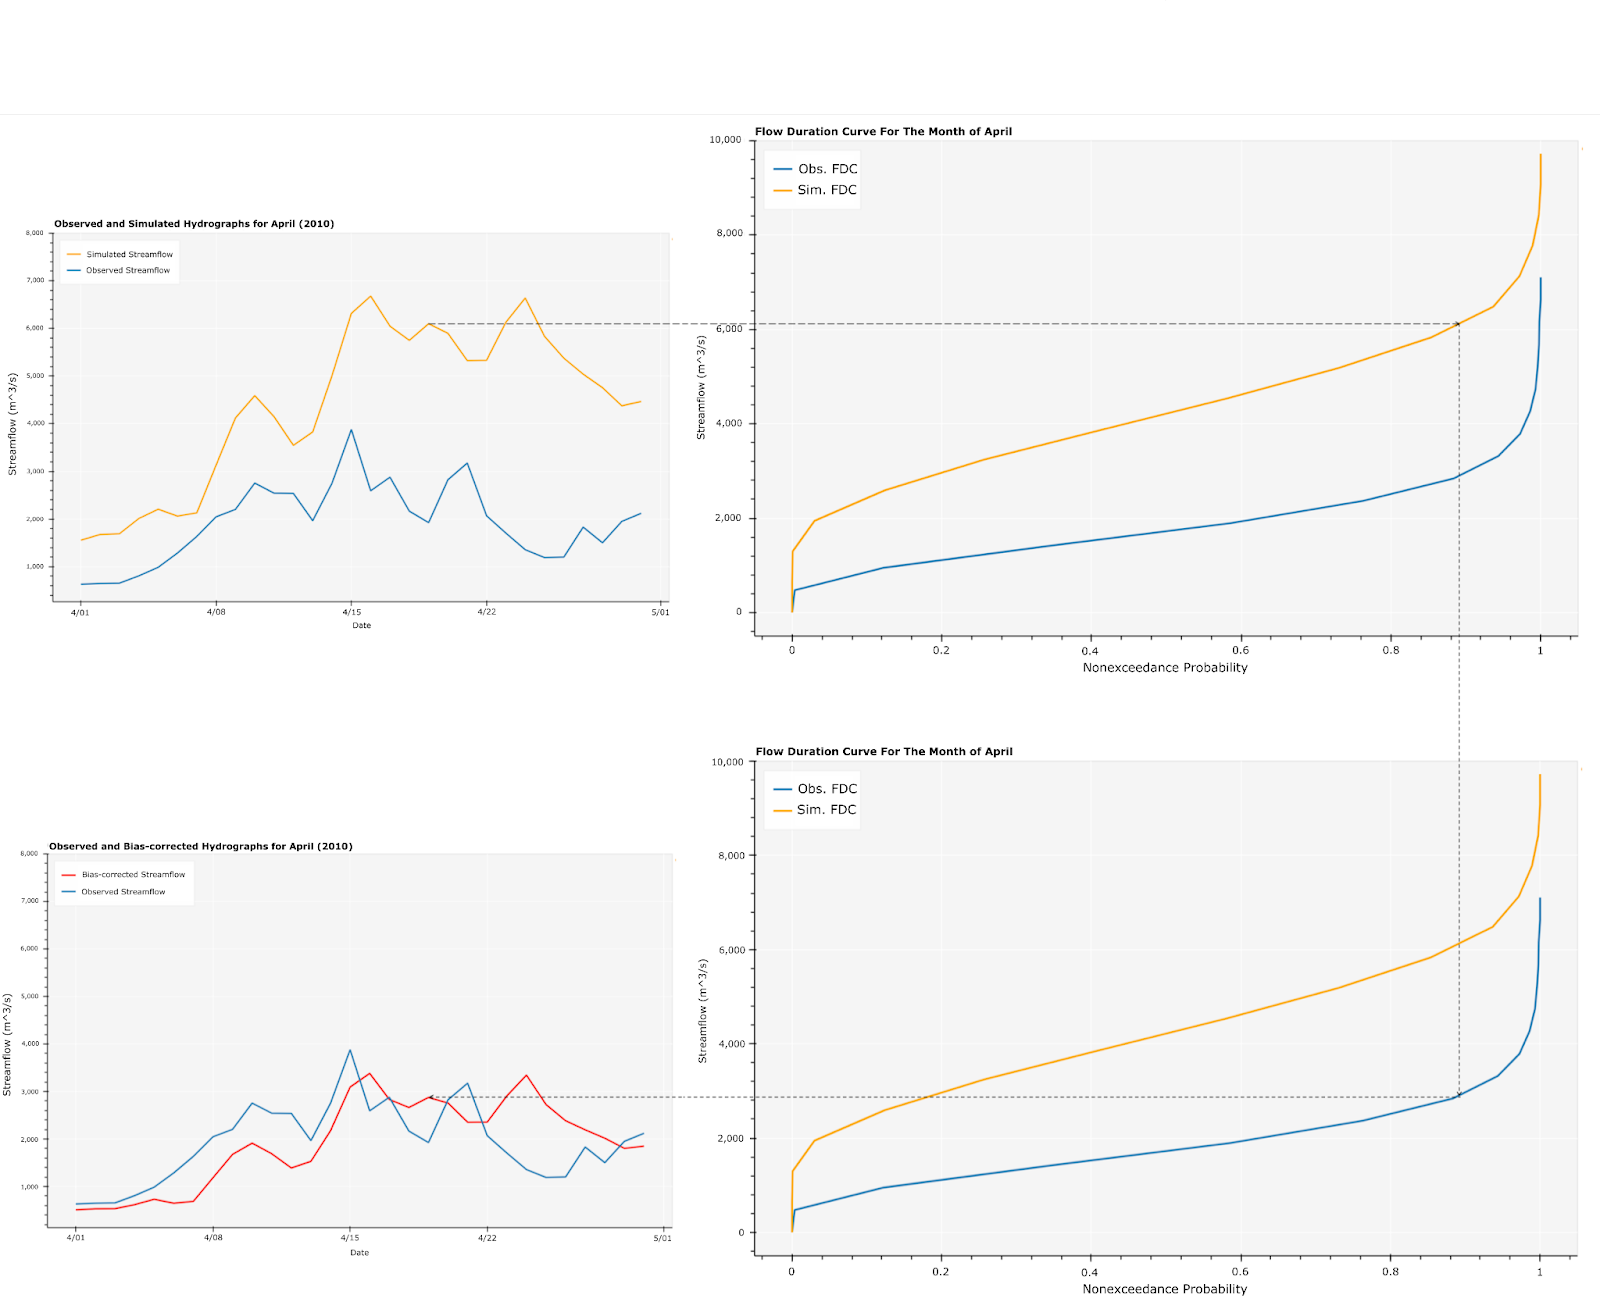 Flow Duration Curve For The Month of April
10,000
8,000
6,000
4,000
2,000
0
Obs. FDC
Sim. FDC
Streamflow (m^3/s)
0 0.2 0.4 0.6 0.8 1
Nonexceedance Probability
Observed and Simulated Hydrographs for April (2010)
8,000
7,000
6,000
5,000
4,000
3,000
2,000
1,000
Simulated Streamflow
Observed Streamflow
Streamflow (m^3/s)
4/01 4/08 4/15 4/22 5/01
Date
Flow Duration Curve For The Month of April
10,000
8,000
6,000
4,000
2,000
0
Obs. FDC
Sim. FDC
Streamflow (m^3/s)
0 0.2 0.4 0.6 0.8 1
Nonexceedance Probability
Observed and Bias-corrected Hydrographs for April (2010)
8,000
7,000
6,000
5,000
4,000
3,000
2,000
1,000
Bias-corrected Streamflow
Observed Streamflow
Streamflow (m^3/s)
4/01 4/08 4/15 4/22 5/01
Date